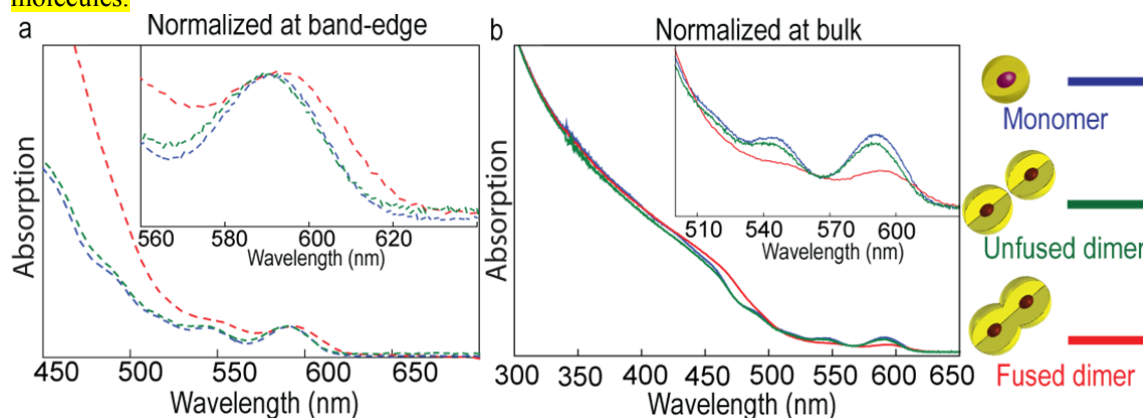 molecules.
a Normalized at band-edge
Absorption
560 580 600 620
Wavelength (nm)
450 500 550 600 650
Wavelength (nm)
b Normalized at bulk
Absorption
510 540 570 600
Wavelength (nm)
300 350 400 450 500 550 600 650
Wavelength (nm)
Monomer
Unfused dimer
Fused dimer